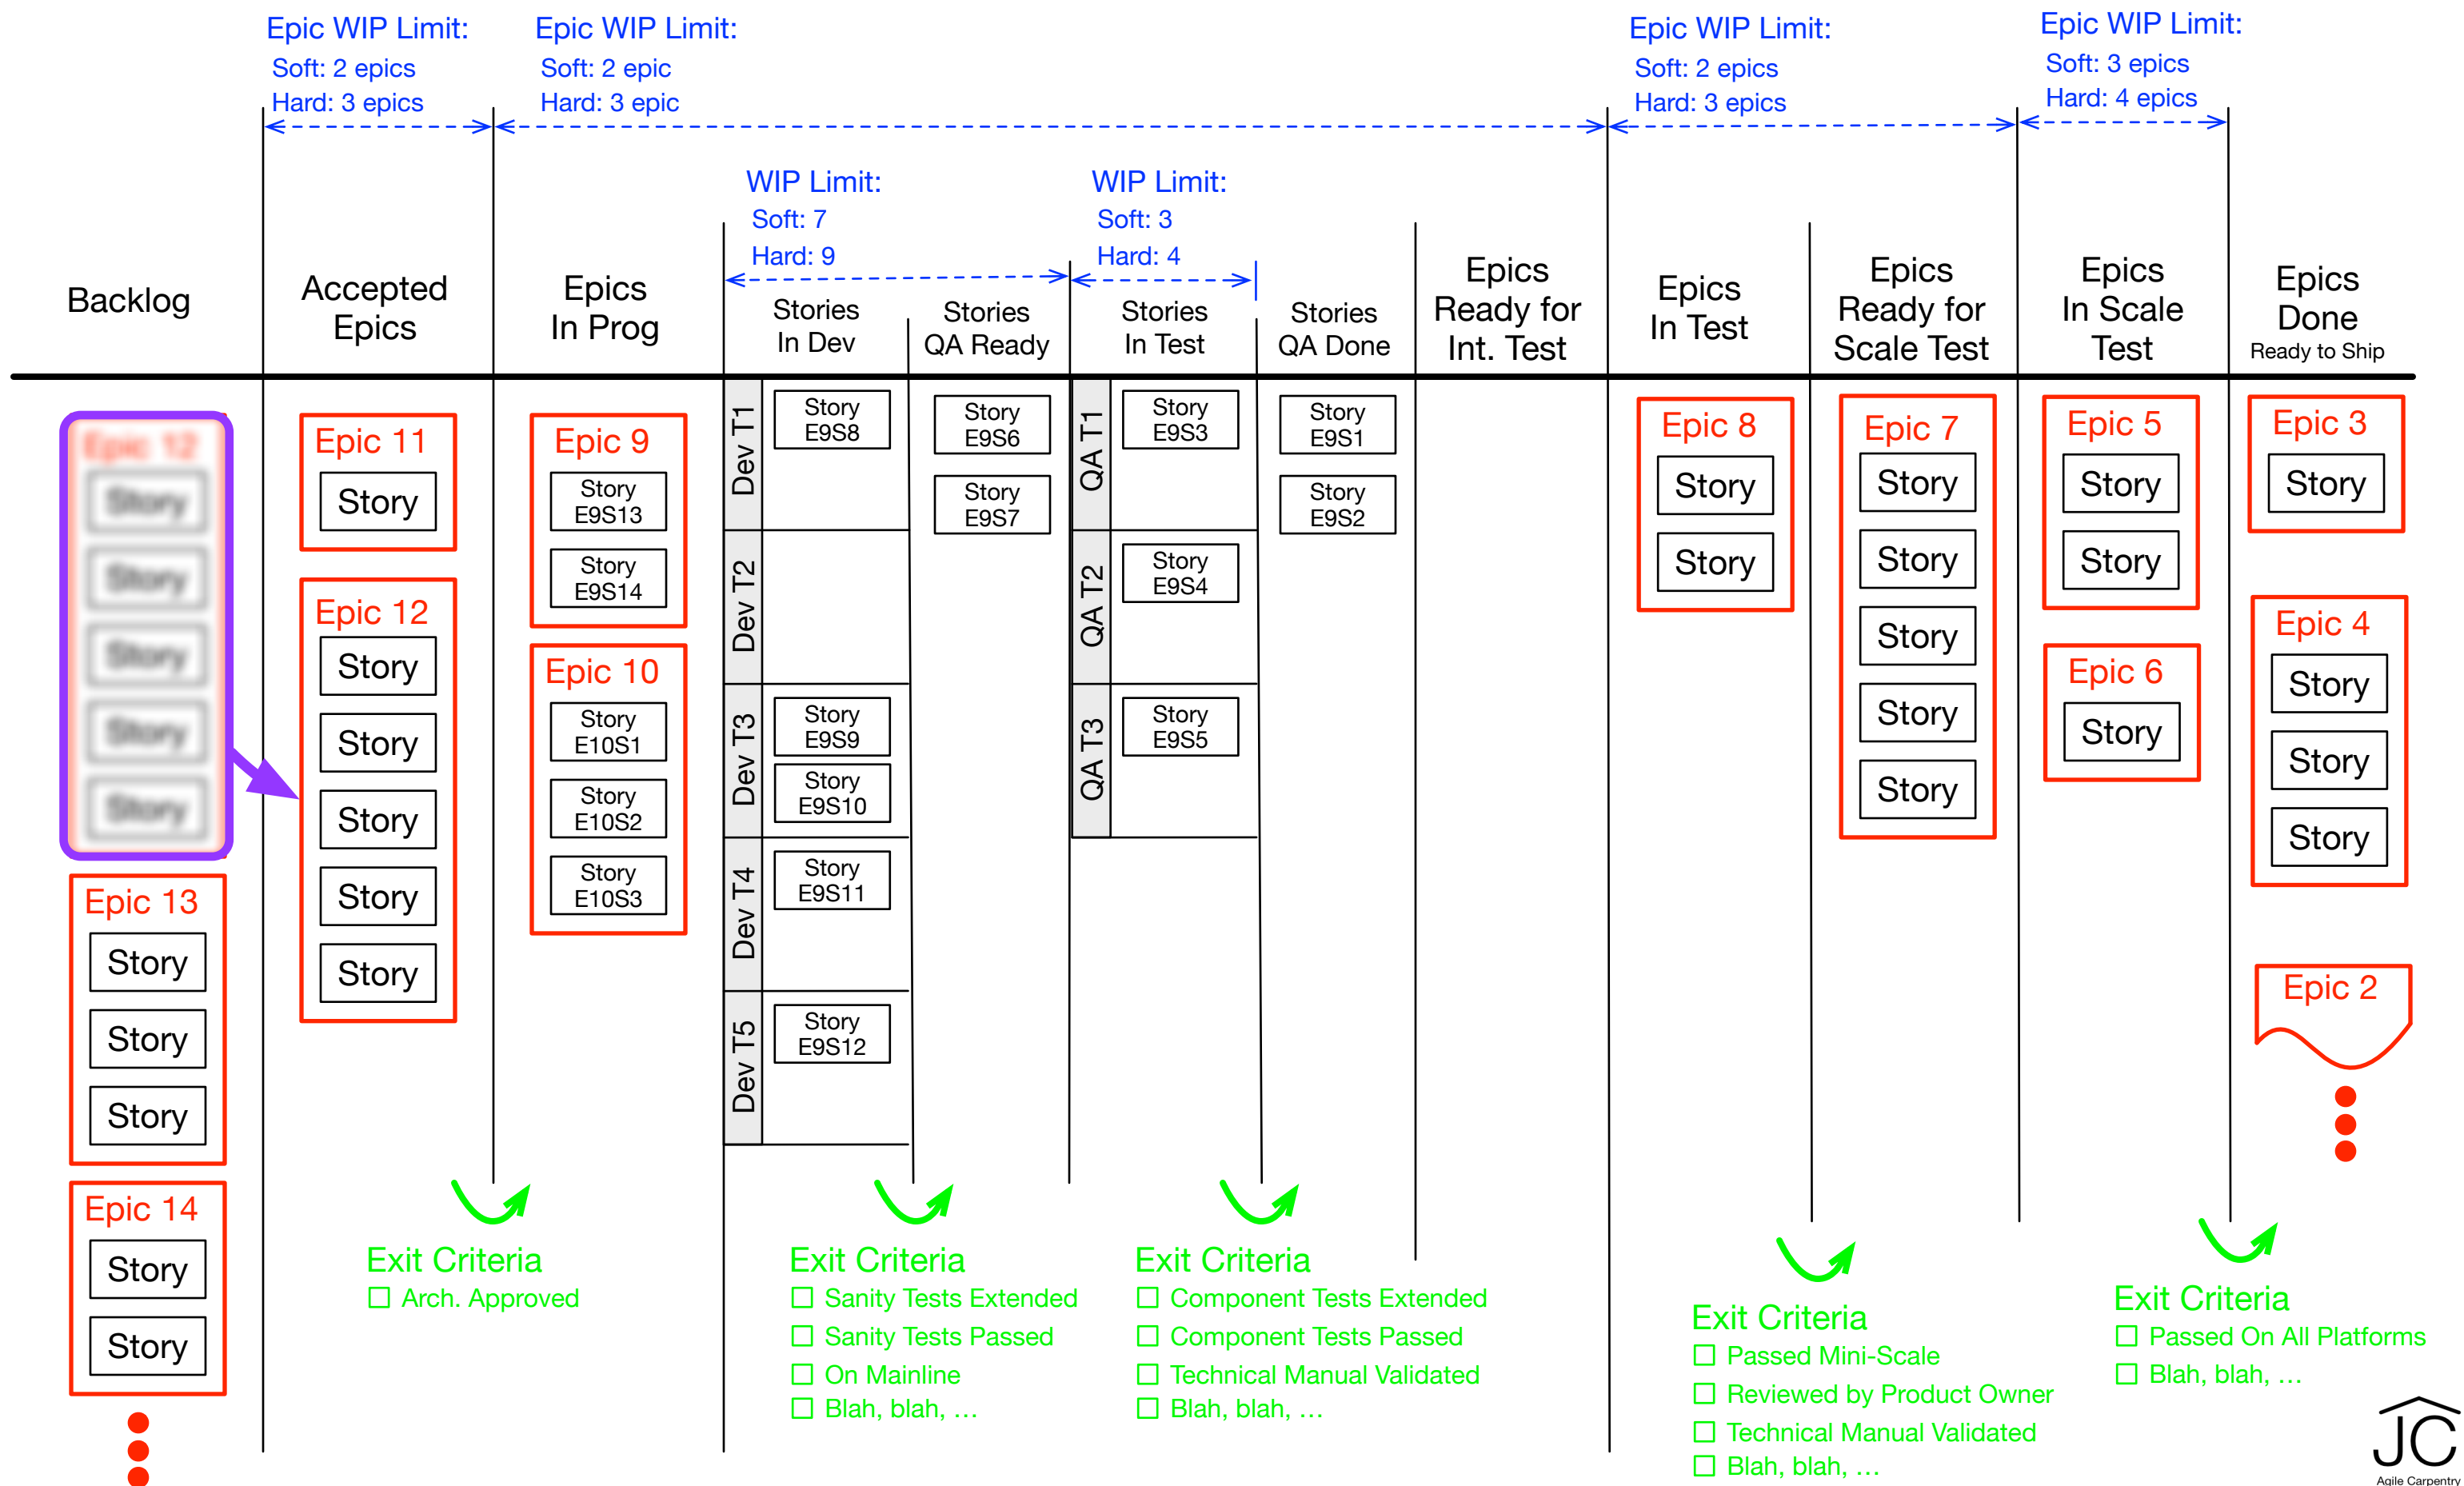 Epic WIP Limit:
Soft: 2 epics
Hard: 3 epics
Epic WIP Limit:
Soft: 2 epic
Hard: 3 epic
Epic WIP Limit:
Soft: 2 epics
Hard: 3 epics
Epic WIP Limit:
Soft: 3 epics
Hard: 4 epics
WIP Limit:
Soft: 7
Hard: 9
WIP Limit:
Soft: 3
Hard: 4
Backlog
Accepted
Epics
Epics
In Prog
Stories
In Dev
Stories
QA Ready
Stories
In Test
Stories
QA Done
Epics
Ready for
Int. Test
Epics
In Test
Epics
Ready for
Scale Test
Epics
In Scale
Test
Epics
Done
Ready to Ship
Epic 12
Story
Story
Story
Story
Story
Epic 13
Story
Story
Story
Epic 14
Story
Story
Epic 11
Story
Epic 12
Story
Story
Story
Story
Story
Epic 9
Story
E9S13
Story
E9S14
Epic 10
Story
E10S1
Story
E10S2
Story
E10S3
Dev T1
Story
E9S8
Dev T2
Dev T3
Story
E9S9
Story
E9S10
Dev T4
Story
E9S11
Dev T5
Story
E9S12
Story
E9S6
Story
E9S7
QA T1
Story
E9S3
QA T2
Story
E9S4
QA T3
Story
E9S5
Story
E9S1
Story
E9S2
Epic 8
Story
Story
Epic 7
Story
Story
Story
Story
Story
Epic 5
Story
Story
Epic 6
Story
Epic 3
Story
Epic 4
Story
Story
Story
Epic 2
Exit Criteria
Arch. Approved
Exit Criteria
Sanity Tests Extended
Sanity Tests Passed
On Mainline
Blah, blah, …
Exit Criteria
Component Tests Extended
Component Tests Passed
Technical Manual Validated
Blah, blah, …
Exit Criteria
Passed Mini-Scale
Reviewed by Product Owner
Technical Manual Validated
Blah, blah, …
Exit Criteria
Passed On All Platforms
Blah, blah, …
JC
Agile Carpentry